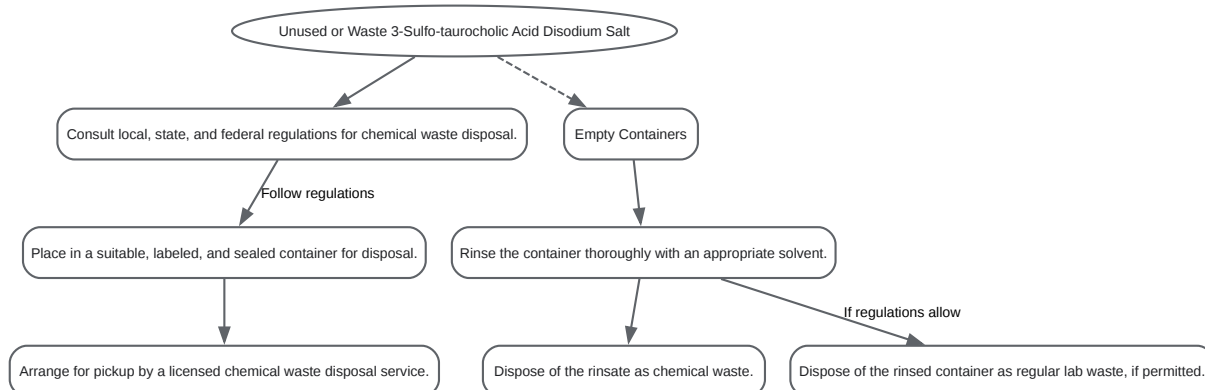 Unused or Waste 3-Sulfo-taurocholic Acid Disodium Salt
Consult local, state, and federal regulations for chemical waste disposal.
Empty Containers
Follow regulations
Place in a suitable, labeled, and sealed container for disposal.
Rinse the container thoroughly with an appropriate solvent.
If regulations allow
Arrange for pickup by a licensed chemical waste disposal service.
Dispose of the rinsate as chemical waste.
Dispose of the rinsed container as regular lab waste, if permitted.